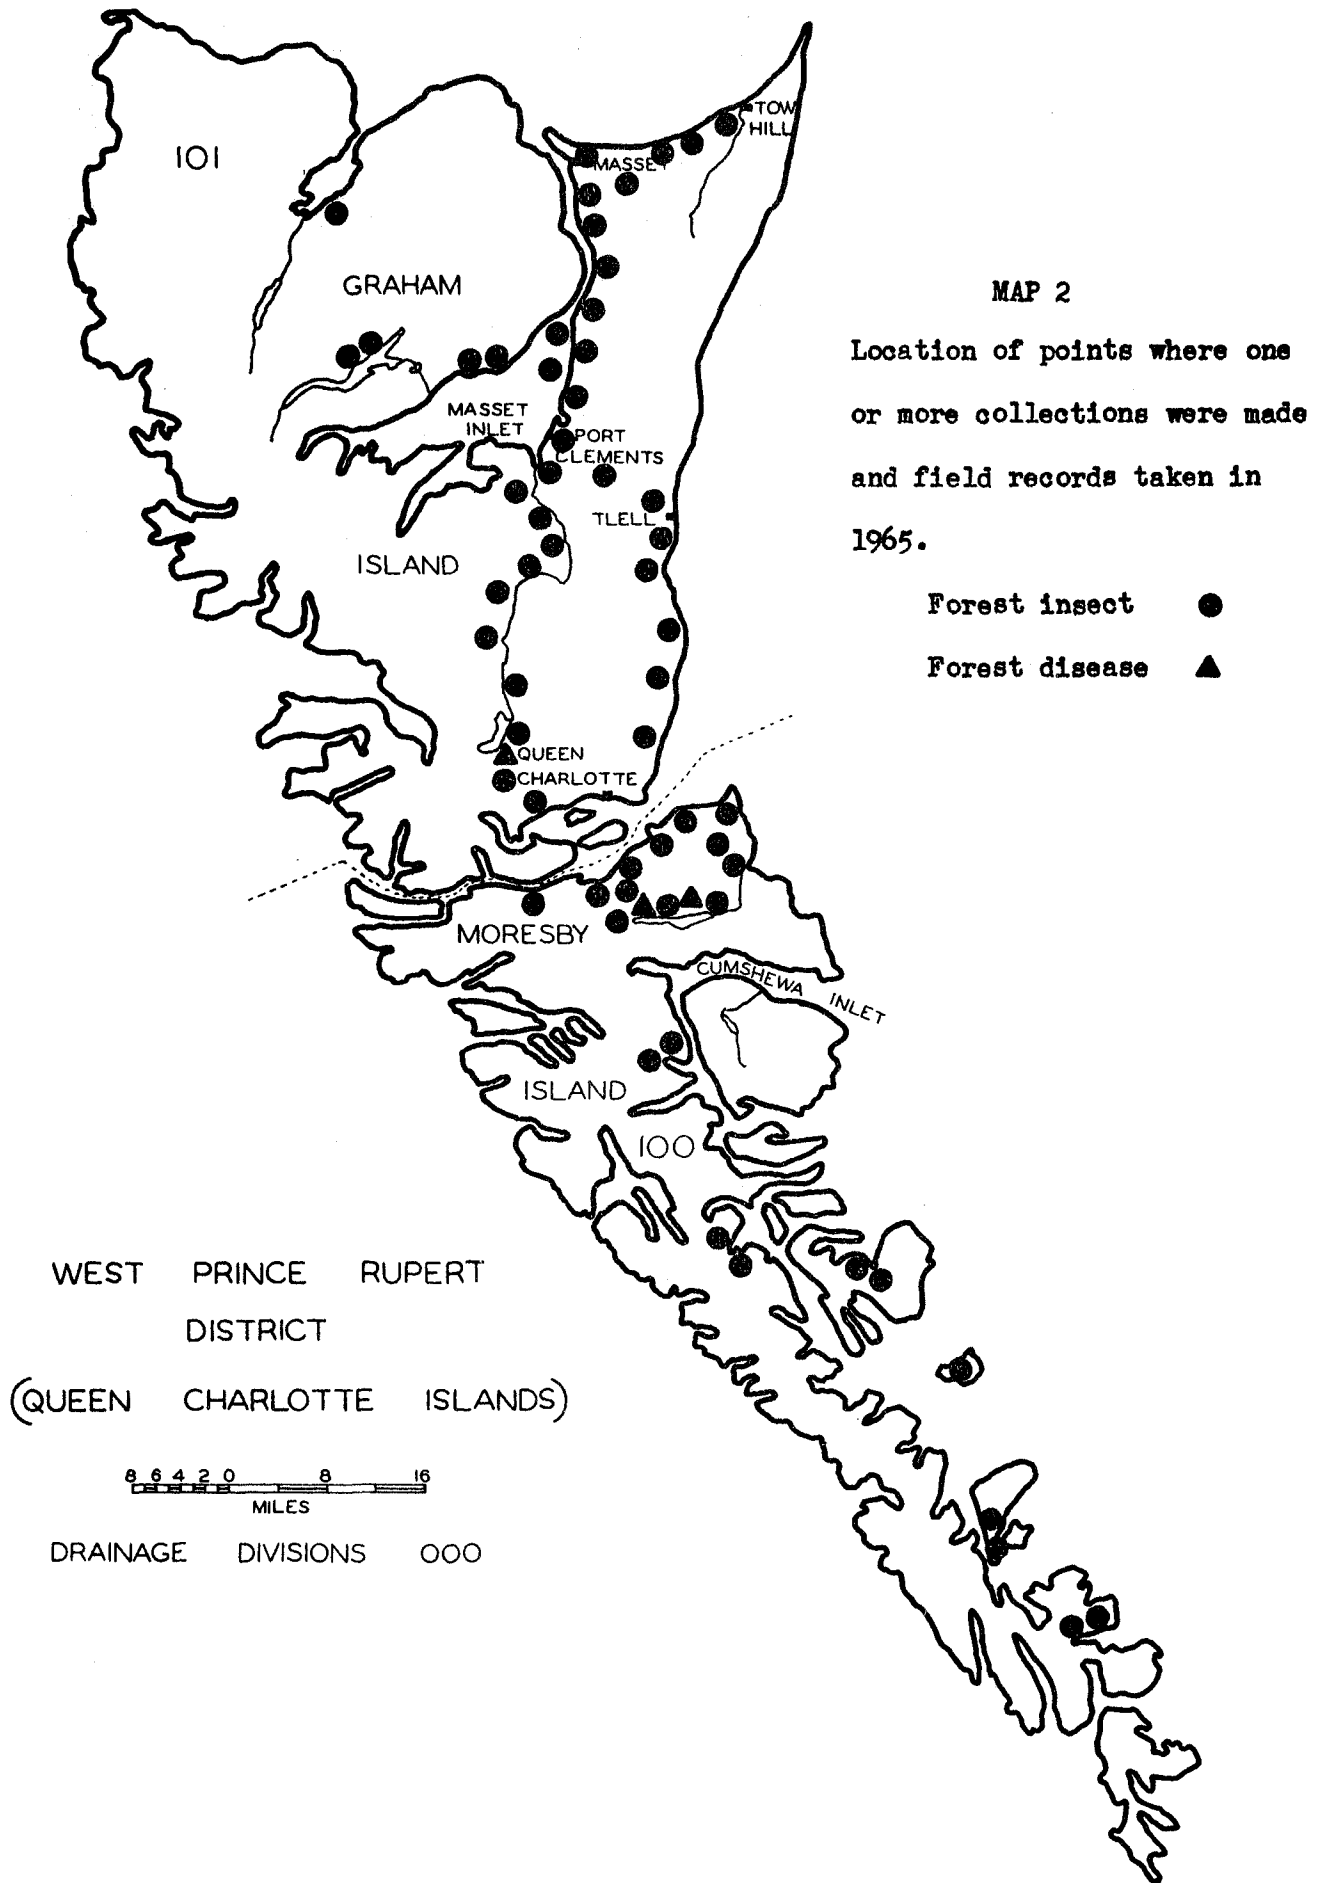 TOW
HILL
101
MASSET
GRAHAM
MAP 2
Location of points where one
or more collections were made
and field records taken in
1965.
Forest insect
Forest disease
MASSET
INLET
PORT
CLEMENTS
TLELL
ISLAND
QUEEN
CHARLOTTE
MORESBY
CUMSHEWA INLET
ISLAND
100
WEST PRINCE RUPERT
DISTRICT
(QUEEN CHARLOTTE ISLANDS)
8 6 4 2 0 8 16
MILES
DRAINAGE DIVISIONS 000